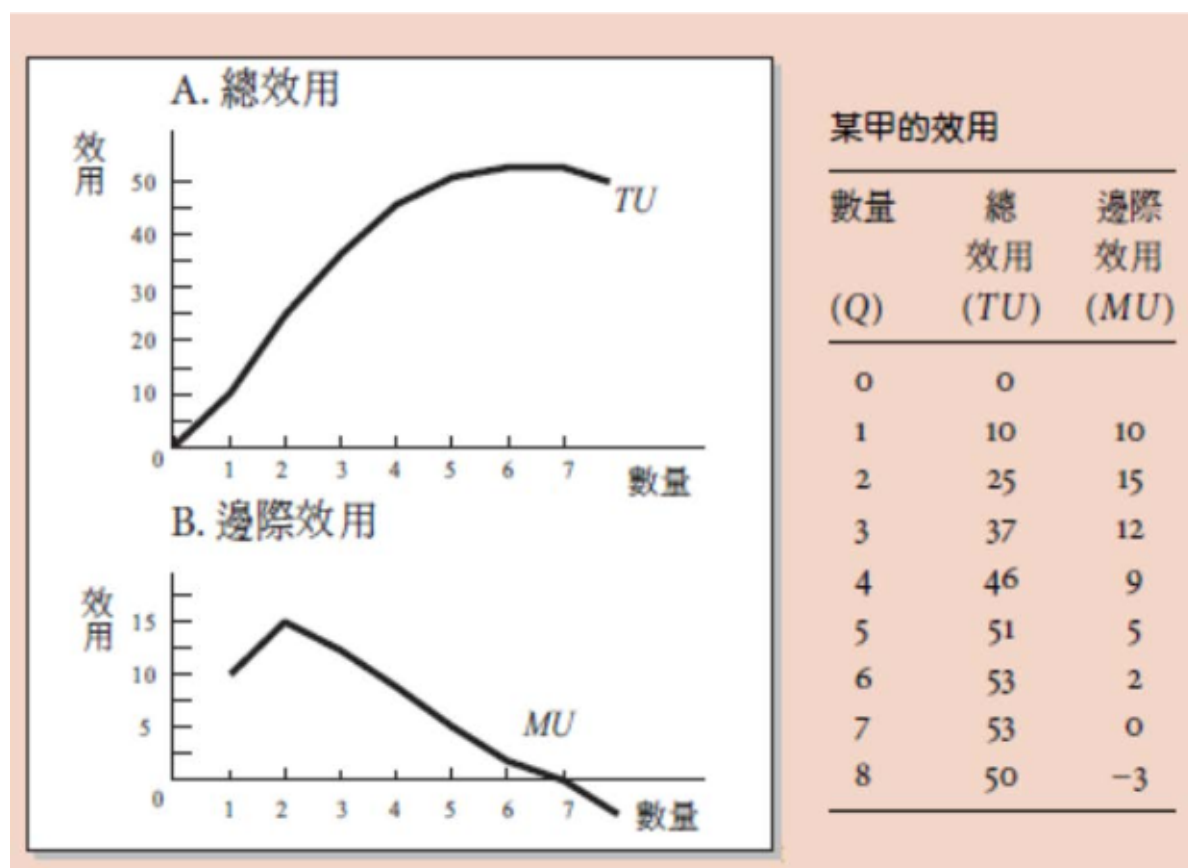 A. 總效用
效用
50
40
30
20
10
0
TU
1 2 3 4 5 6 7
數量
B. 邊際效用
效用
15
10
5
0
MU
1 2 3 4 5 6 7
數量
某甲的效用
數量 總 邊際
效用 效用
(Q) (TU) (MU)
0 0
1 10 10
2 25 15
3 37 12
4 46 9
5 51 5
6 53 2
7 53 0
8 50 −3